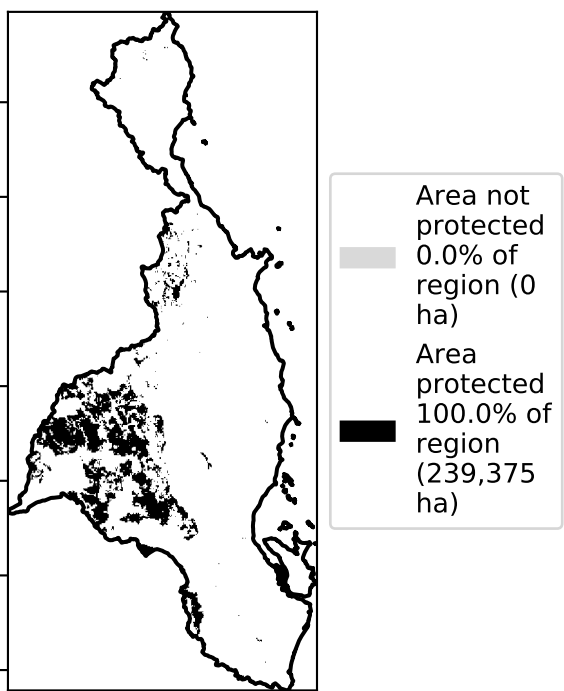 Area not
protected
0.0% of
region (0
ha)
Area
protected
100.0% of
region
(239,375
ha)